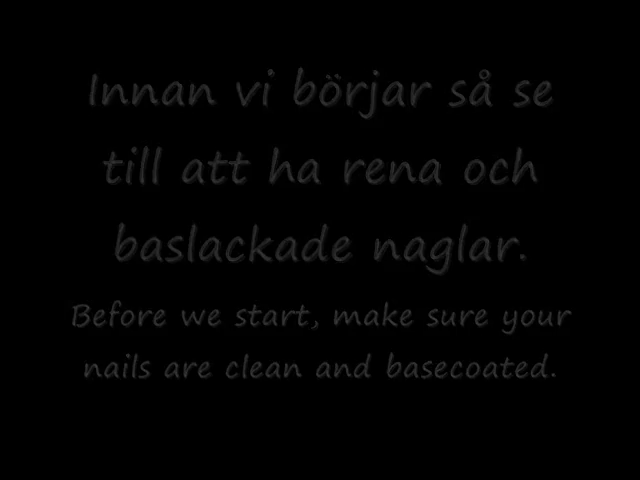 Innan vi börjar så se
till att ha rena och
baslackade naglar.
Before we start, make sure your
nails are clean and basecoated.